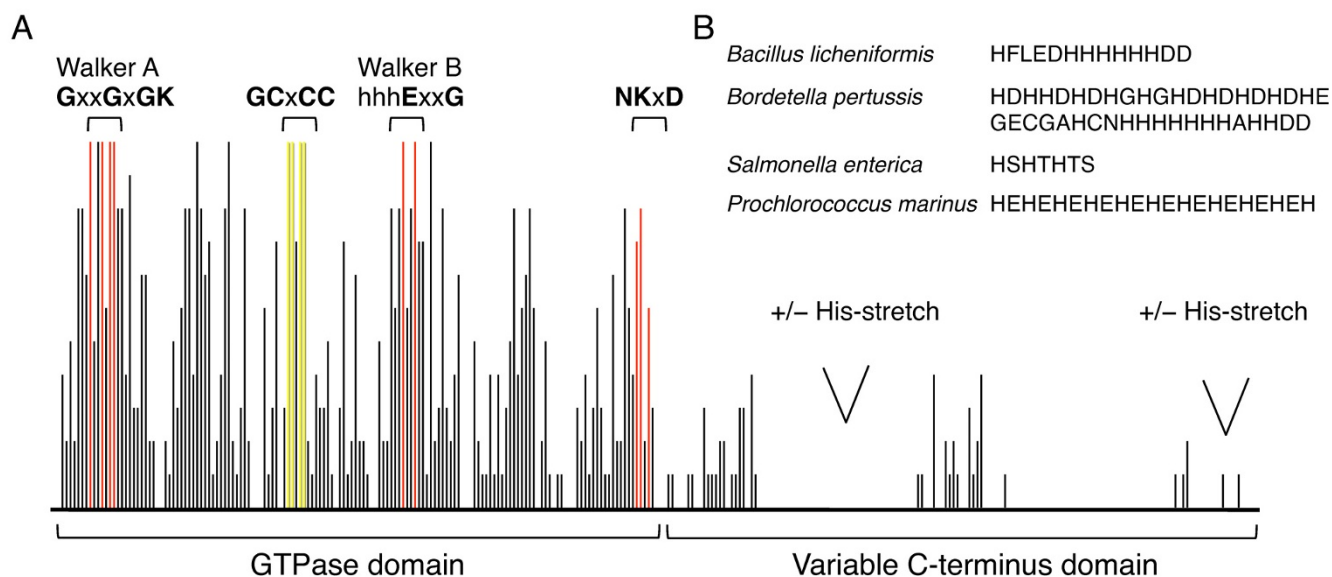 A
Walker A
GxxGxGK
GCxCC
Walker B
hhhExxG
NKxD
GTPase domain
Variable C-terminus domain
B
Bacillus licheniformis HFLEDHHHHHHDD
Bordetella pertussis HDHHDHDHGHGHDHDHDHDHE
GECGAHCNHHHHHHHAHHDD
Salmonella enterica HSHTHTS
Prochlorococcus marinus HEHEHEHEHEHEHEHEHEHEH
+/– His-stretch
+/– His-stretch